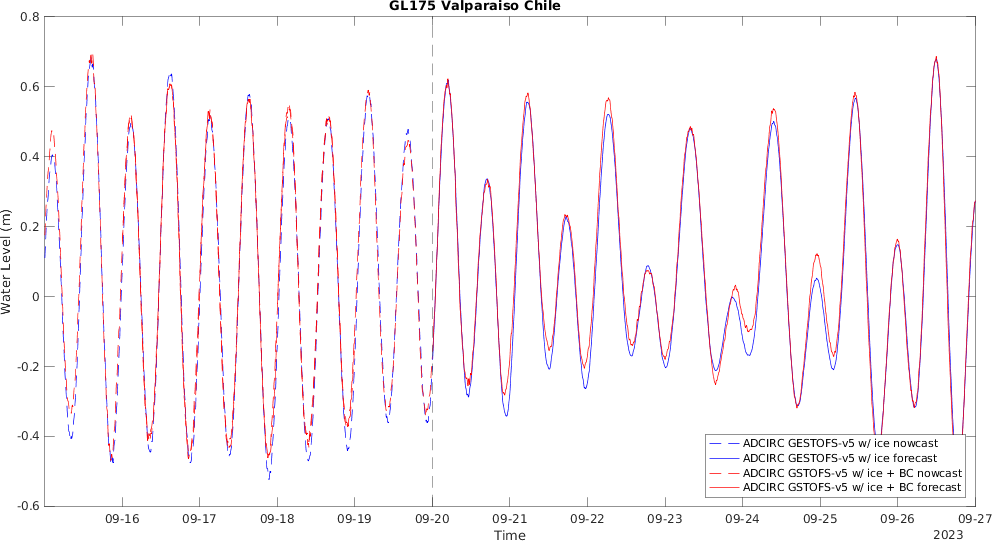 GL175 Valparaiso Chile
0.8
0.6
0.4
0.2
0
-0.2
-0.4
-0.6
Water Level (m)
09-16 09-17 09-18 09-19 09-20 09-21 09-22 09-23 09-24 09-25 09-26 09-27
Time
2023
ADCIRC GESTOFS-v5 w/ ice nowcast
ADCIRC GESTOFS-v5 w/ ice forecast
ADCIRC GSTOFS-v5 w/ ice + BC nowcast
ADCIRC GSTOFS-v5 w/ ice + BC forecast